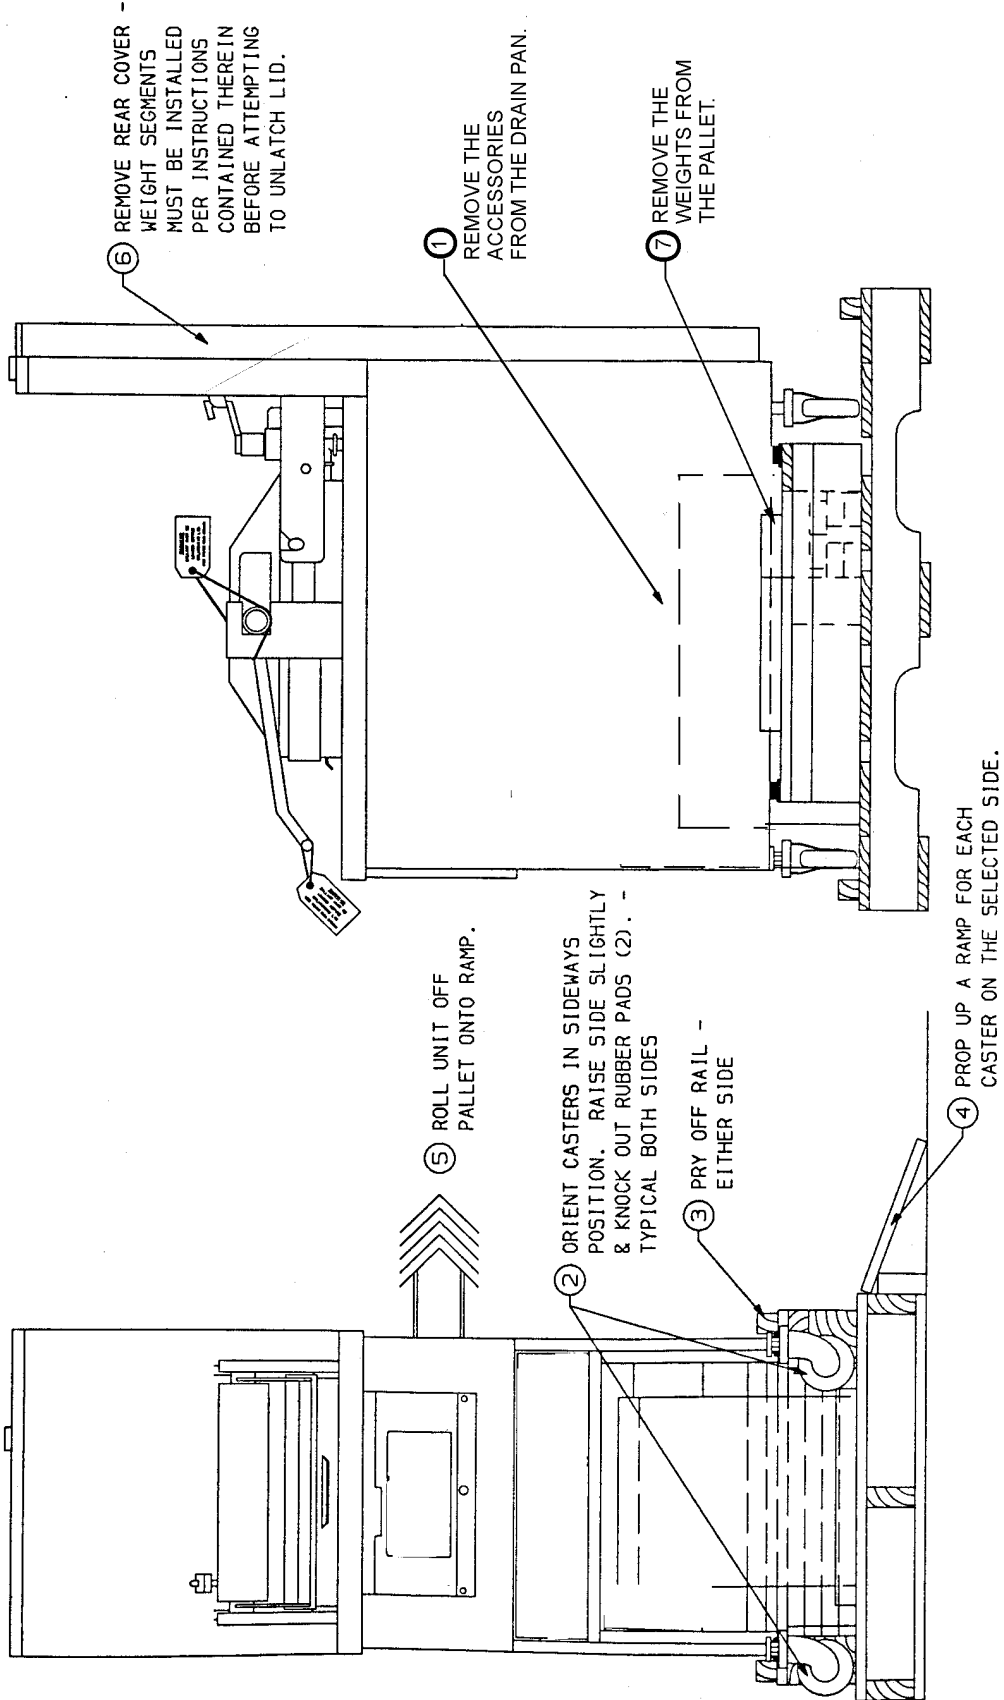 ⑥ REMOVE REAR COVER -
WEIGHT SEGMENTS
MUST BE INSTALLED
PER INSTRUCTIONS
CONTAINED THEREIN
BEFORE ATTEMPTING
TO UNLATCH LID.
① REMOVE THE
ACCESSORIES
FROM THE DRAIN PAN.
⑦ REMOVE THE
WEIGHTS FROM
THE PALLET.
⑤ ROLL UNIT OFF
PALLET ONTO RAMP.
② ORIENT CASTERS IN SIDEWAYS
POSITION. RAISE SIDE SLIGHTLY
& KNOCK OUT RUBBER PADS (2). -
TYPICAL BOTH SIDES
③ PRY OFF RAIL -
EITHER SIDE
④ PROP UP A RAMP FOR EACH
CASTER ON THE SELECTED SIDE.